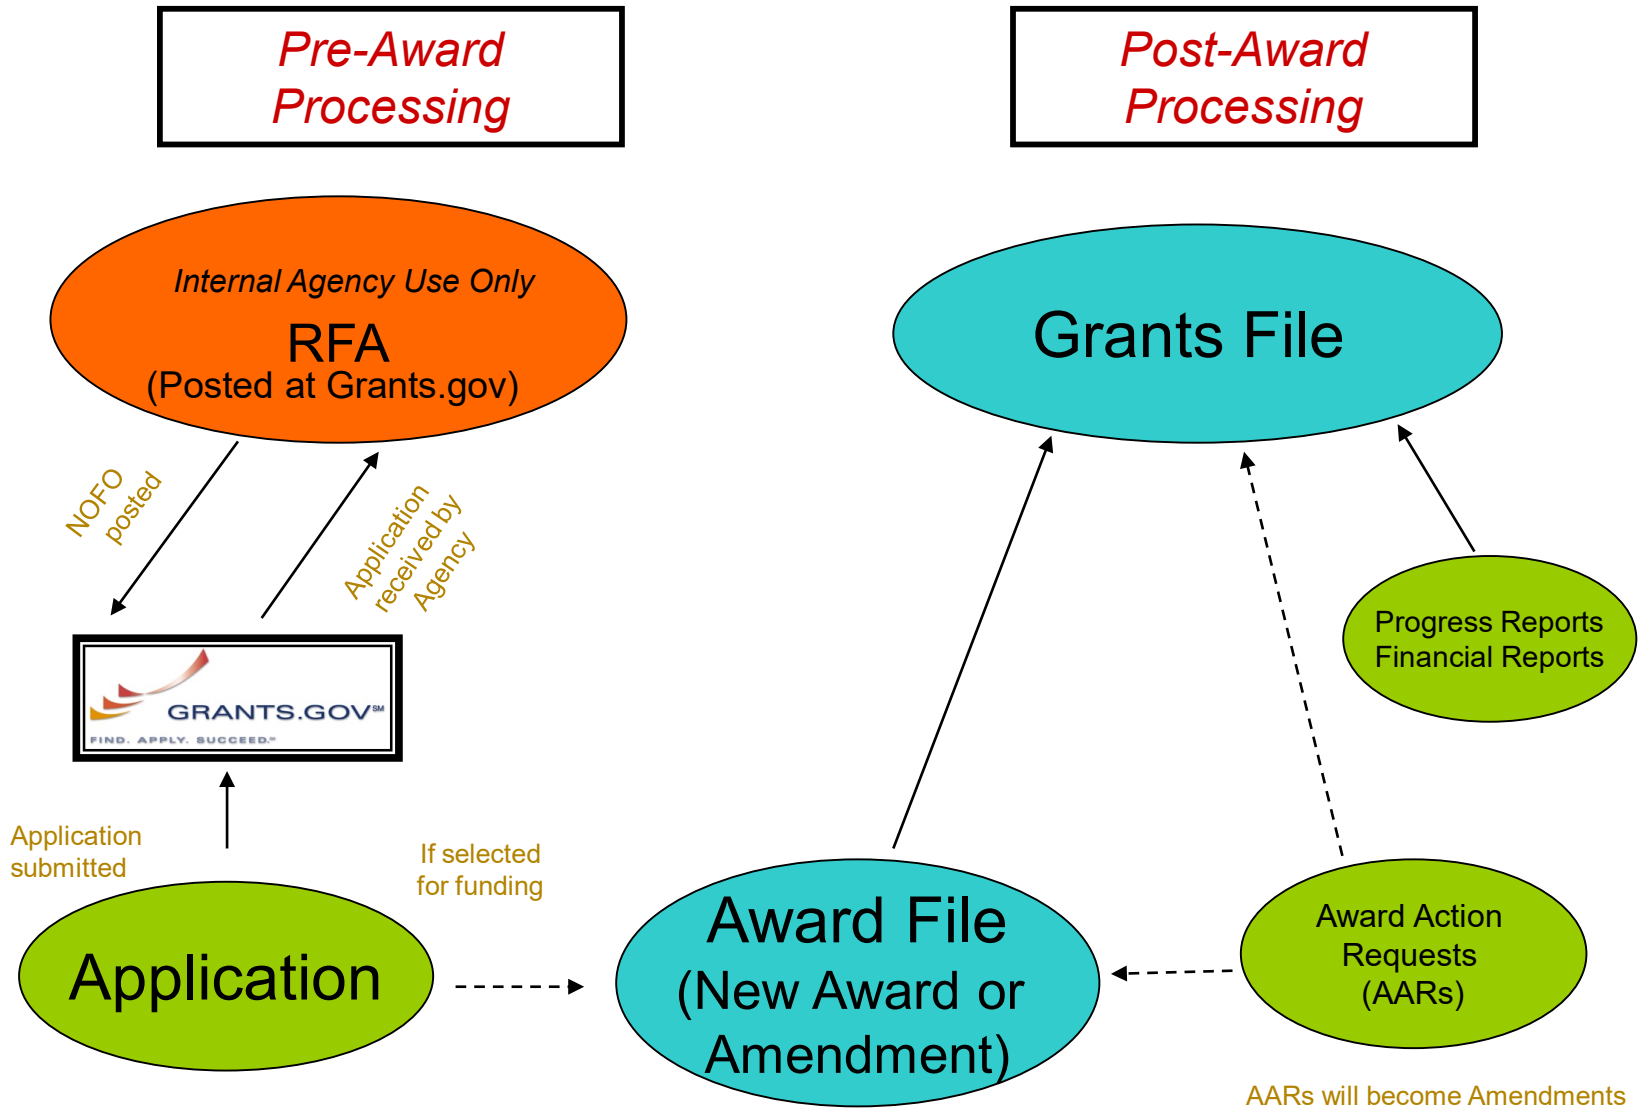 Pre-Award
Processing
Post-Award
Processing
Internal Agency Use Only
RFA
(Posted at Grants.gov)
Grants File
NOFO
posted
Application
received by
Agency
Progress Reports
Financial Reports
GRANTS.GOV℠
FIND. APPLY. SUCCEED.℠
Application
submitted
If selected
for funding
Application
Award File
(New Award or
Amendment)
Award Action
Requests
(AARs)
AARs will become Amendments